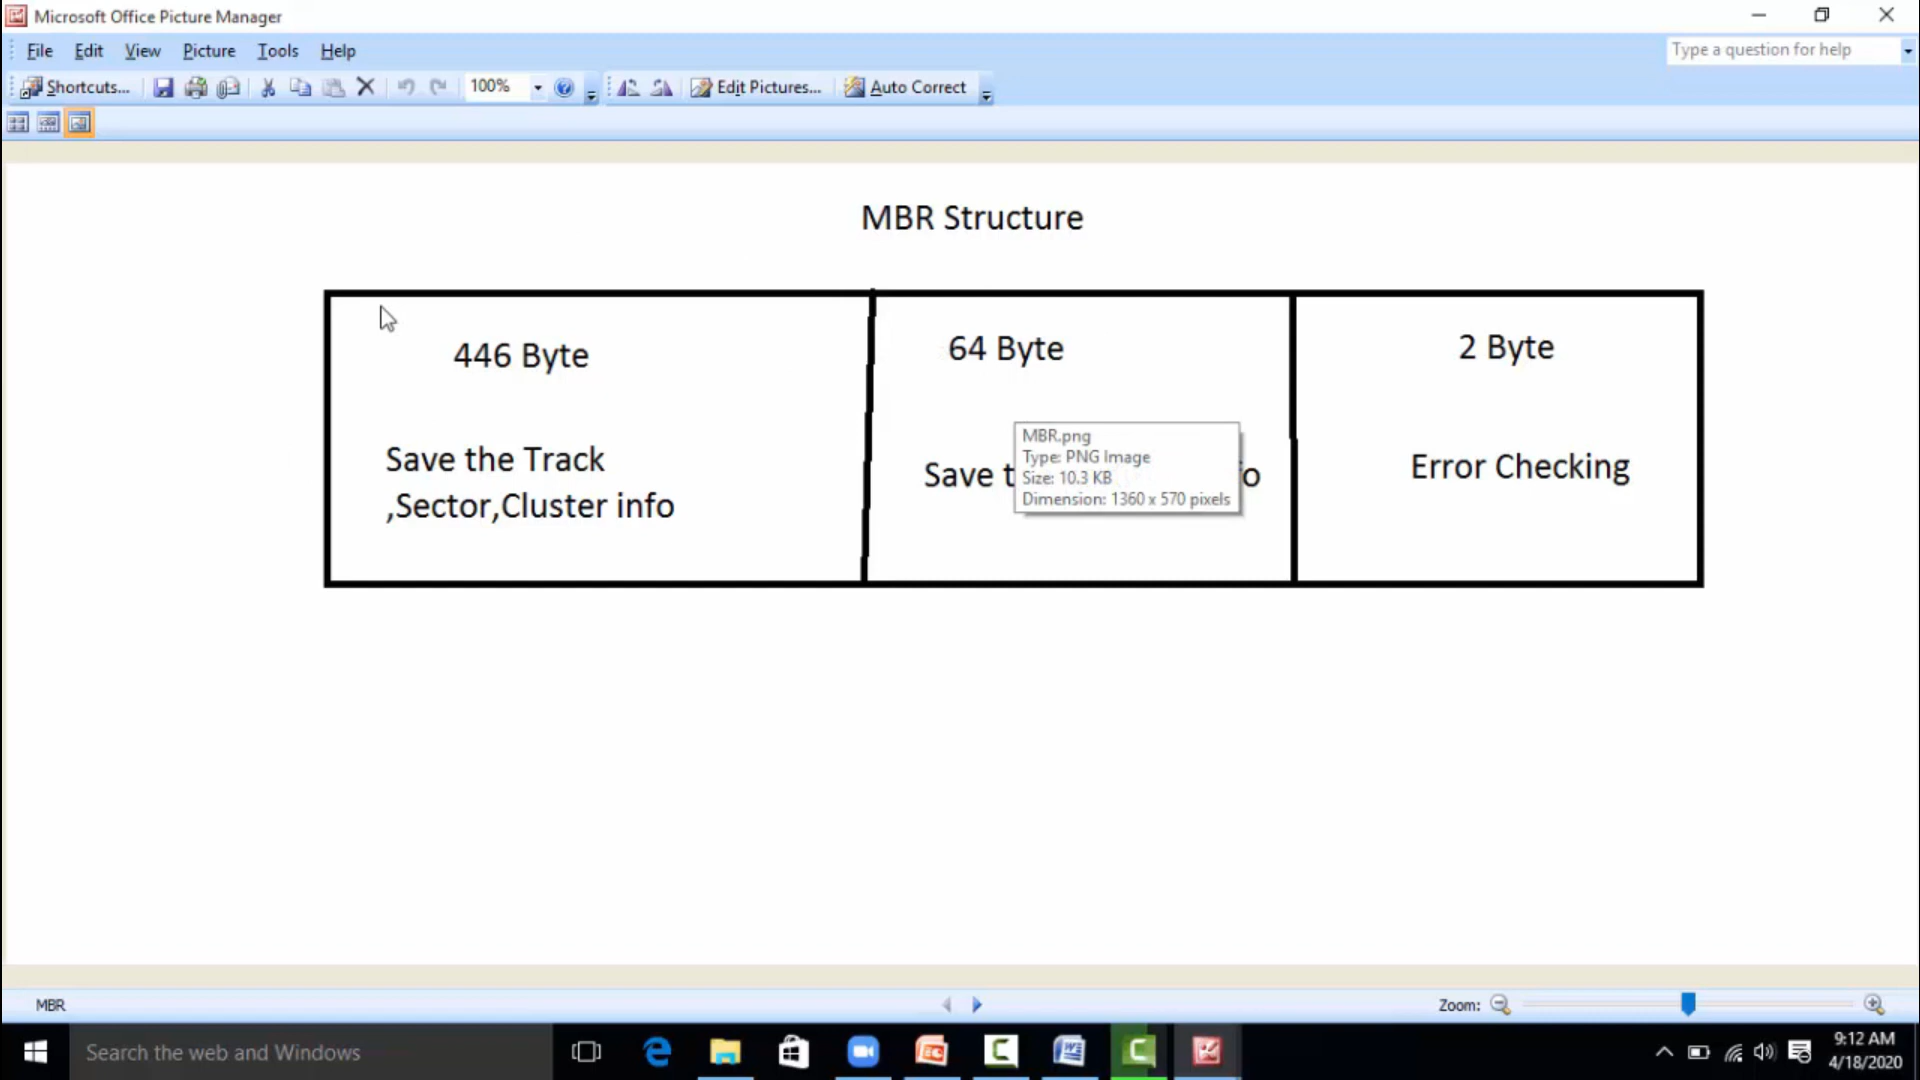 Microsoft Office Picture Manager
File Edit View Picture Tools Help
Type a question for help
Shortcuts... 100% Edit Pictures... Auto Correct
MBR Structure
446 Byte
64 Byte
2 Byte
Save the Track
,Sector,Cluster info
Save t
MBR.png
Type: PNG Image
Size: 10.3 KB
Dimension: 1360 x 570 pixels
Error Checking
MBR
Zoom:
Search the web and Windows
9:12 AM
4/18/2020